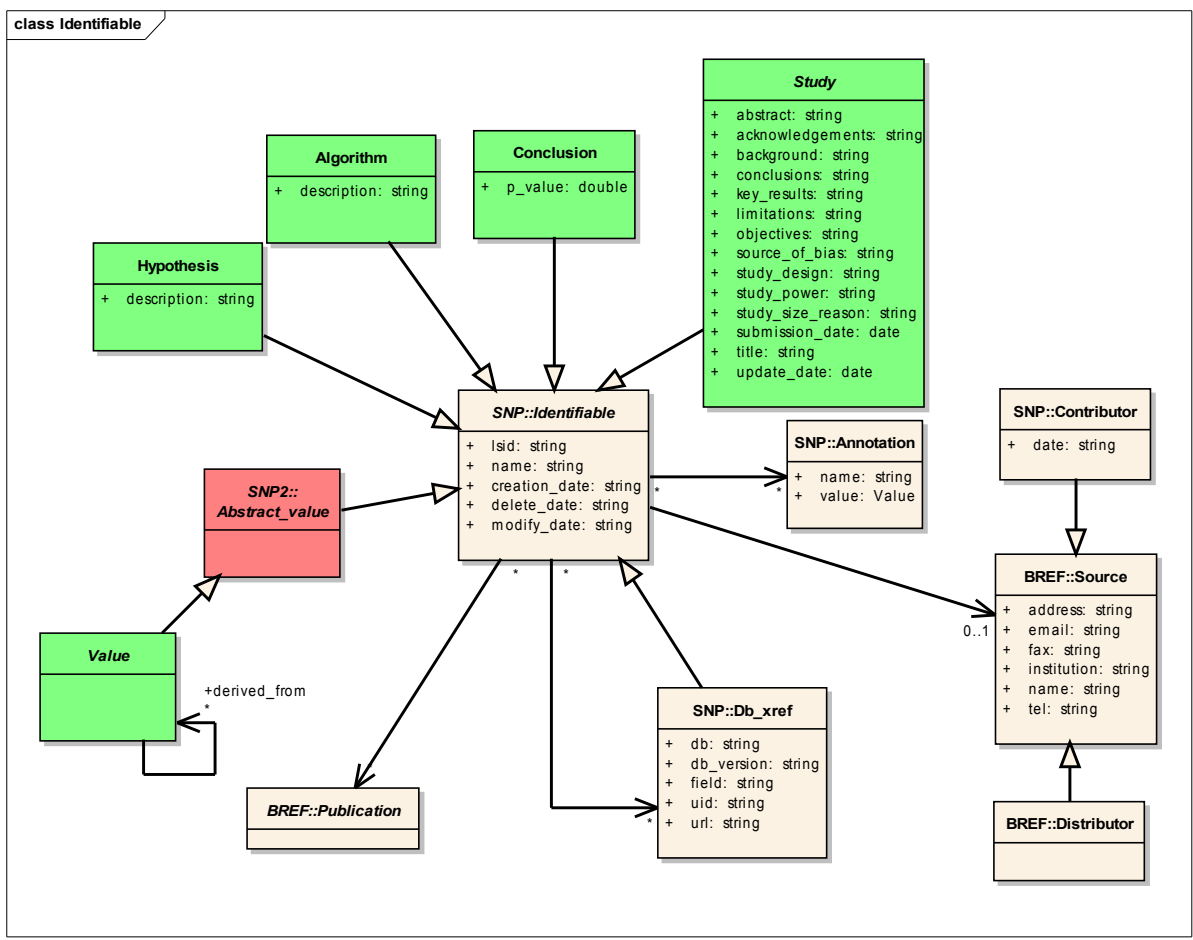 class Identifiable
Study
+ abstract: string
+ acknowledgements: string
+ background: string
+ conclusions: string
+ key_results: string
+ limitations: string
+ objectives: string
+ source_of_bias: string
+ study_design: string
+ study_power: string
+ study_size_reason: string
+ submission_date: date
+ title: string
+ update_date: date
Conclusion
+ p_value: double
Algorithm
+ description: string
Hypothesis
+ description: string
SNP::Identifiable
+ lsid: string
+ name: string
+ creation_date: string
+ delete_date: string
+ modify_date: string
*
*
*
*
SNP::Annotation
+ name: string
+ value: Value
SNP::Contributor
+ date: string
SNP2::
Abstract_value
BREF::Source
+ address: string
+ email: string
+ fax: string
+ institution: string
+ name: string
+ tel: string
0..1
Value
+derived_from
*
SNP::Db_xref
+ db: string
+ db_version: string
+ field: string
+ uid: string
+ url: string
*
BREF::Publication
BREF::Distributor